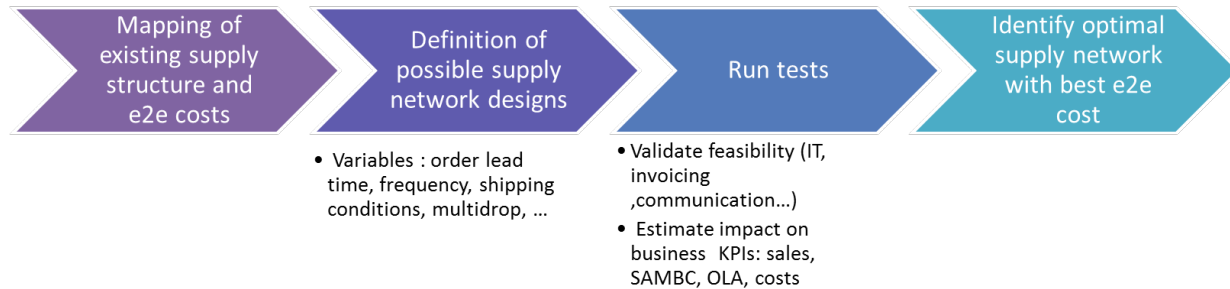 Mapping of
existing supply
structure and
e2e costs
Definition of
possible supply
network designs
Run tests
Identify optimal
supply network
with best e2e
cost
• Variables : order lead
time, frequency, shipping
conditions, multidrop, ...
• Validate feasibility (IT,
invoicing
,communication...)
• Estimate impact on
business KPIs: sales,
SAMBC, OLA, costs